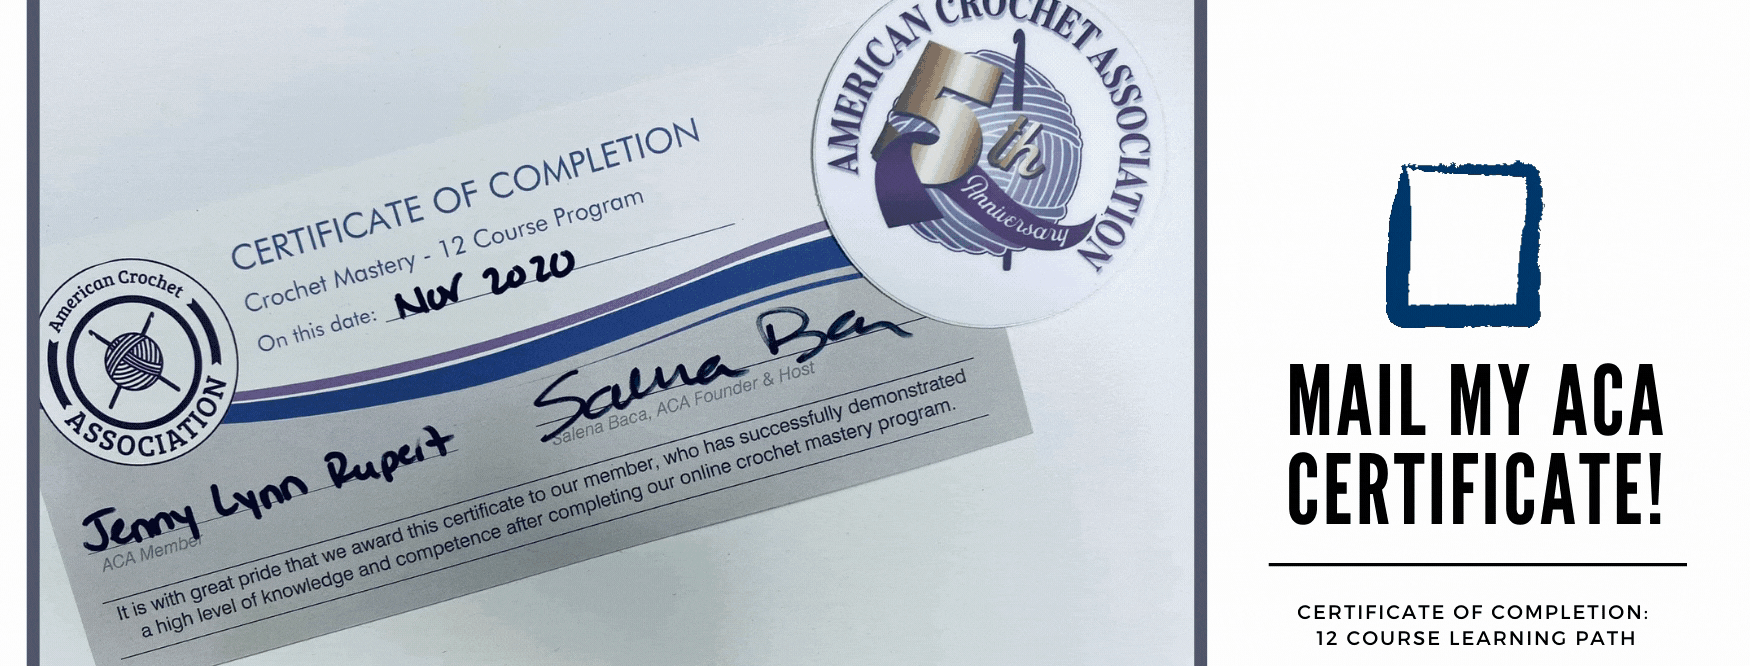 AMERICAN CROCHET ASSOCIATION
5th
Anniversary
CERTIFICATE OF COMPLETION
Crochet Mastery - 12 Course Program
On this date: Nov 2020
American Crochet
ASSOCIATION
Salena Baca
Salena Baca, ACA Founder & Host
Jenny Lynn Rupert
ACA Member
It is with great pride that we award this certificate to our member, who has successfully demonstrated
a high level of knowledge and competence after completing our online crochet mastery program.
MAIL MY ACA
CERTIFICATE!
CERTIFICATE OF COMPLETION:
12 COURSE LEARNING PATH